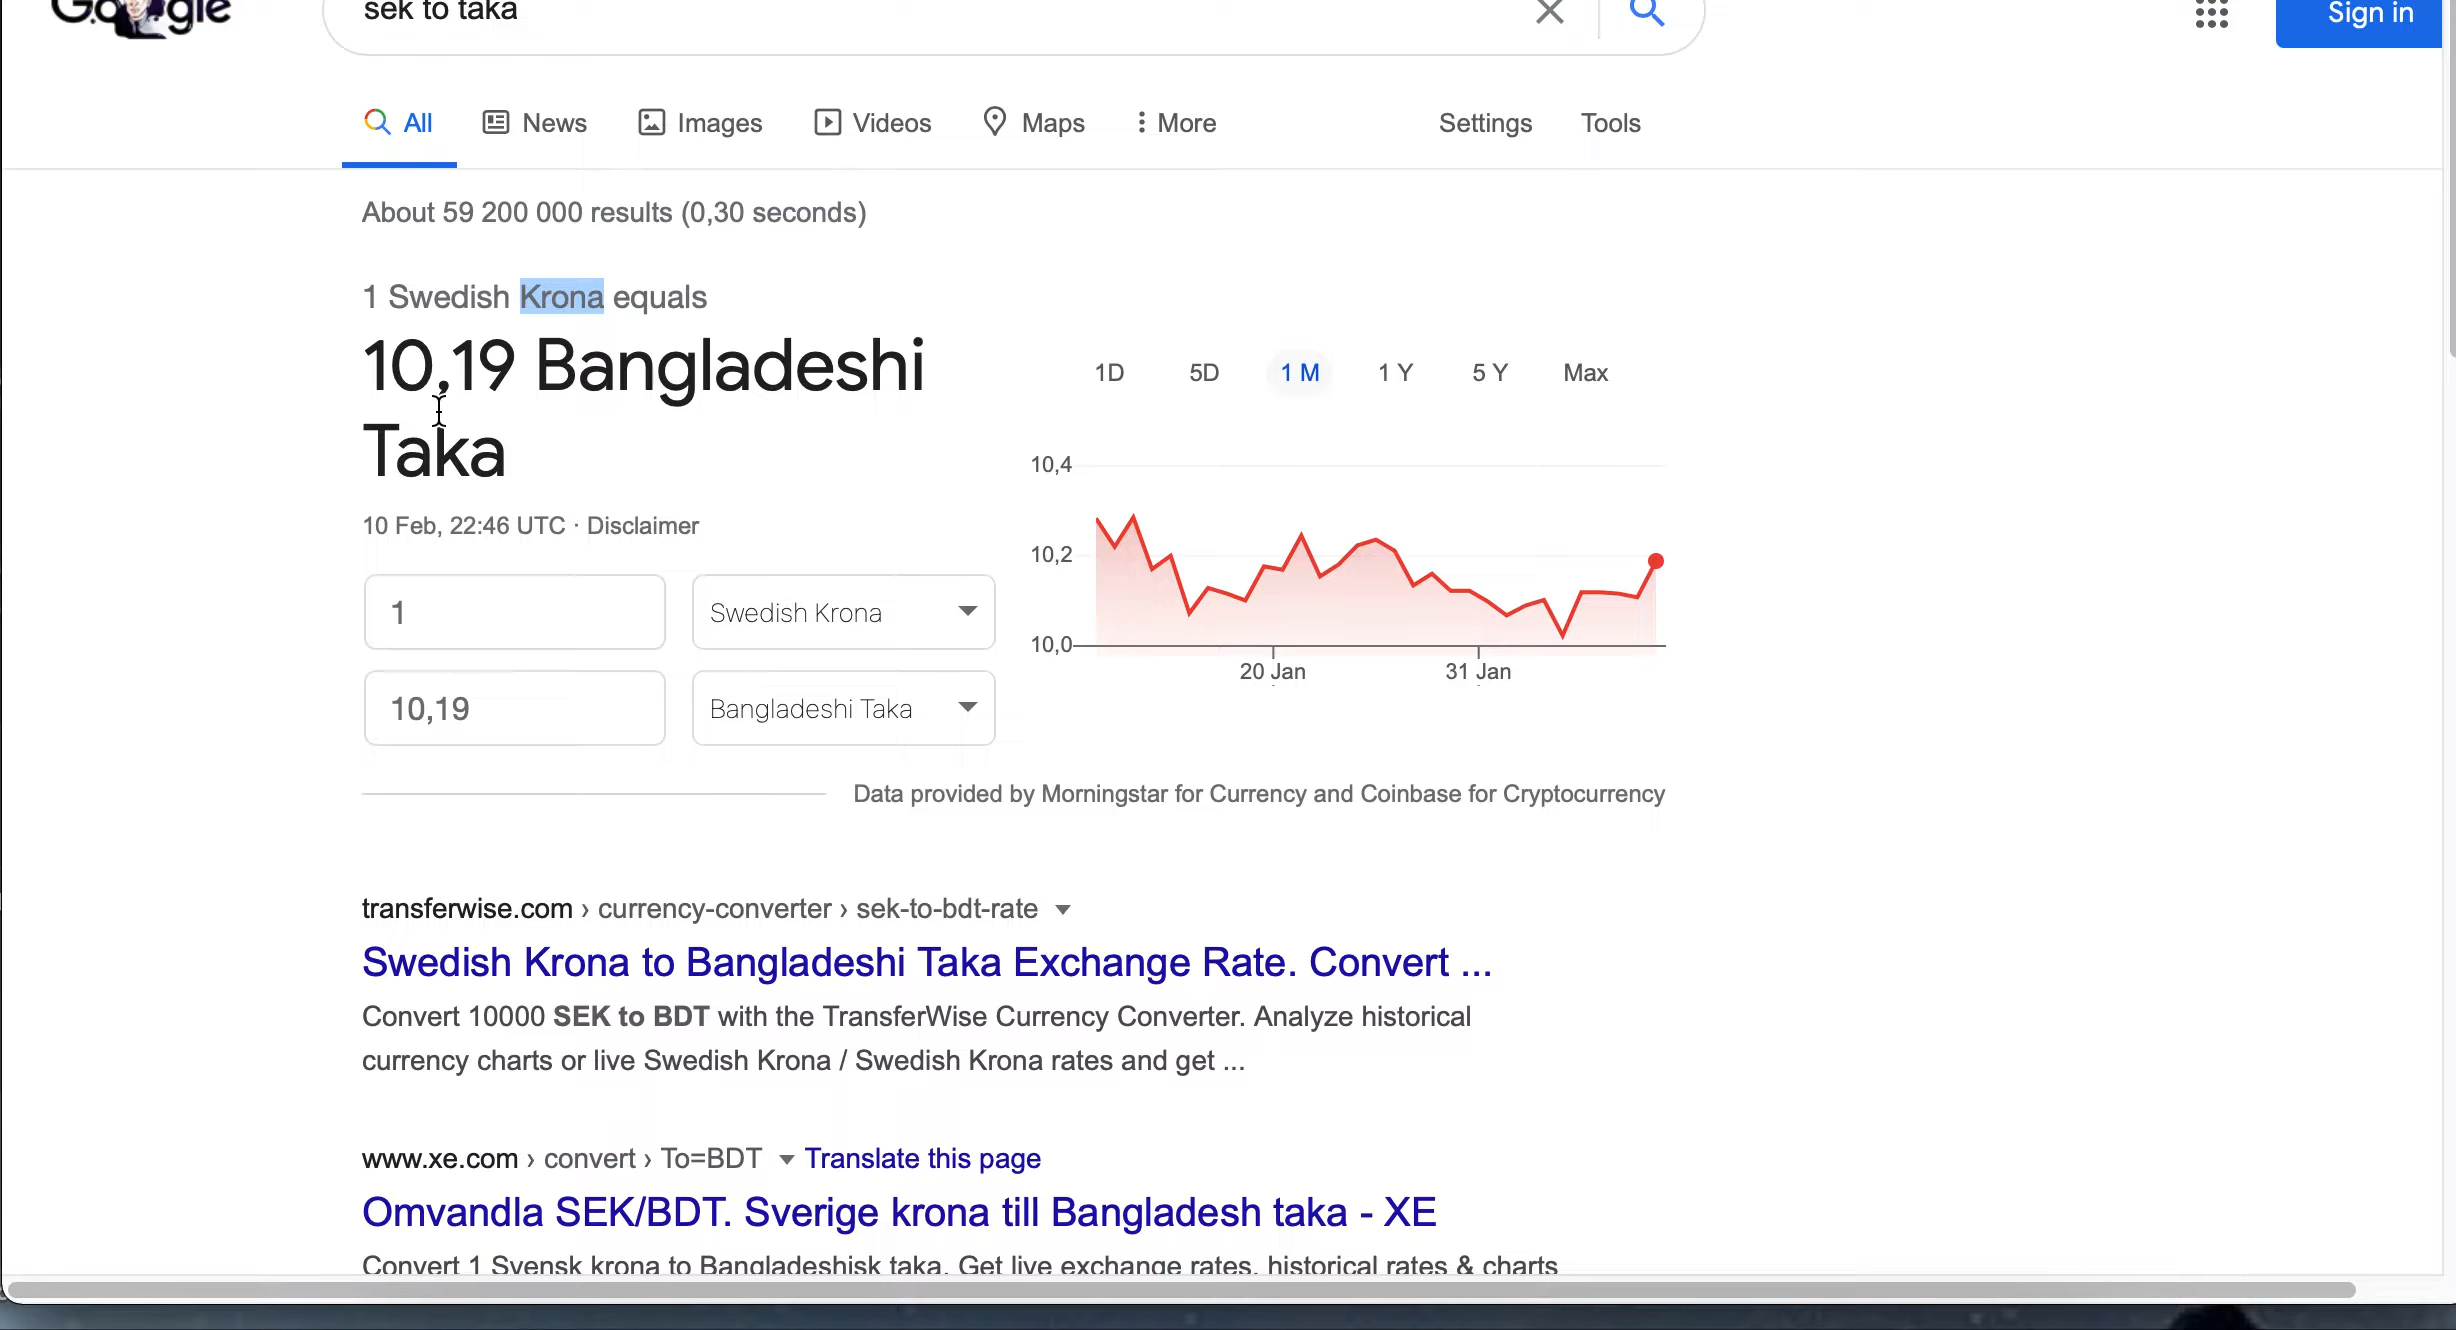 Google
sek to taka
Sign in
All
News
Images
Videos
Maps
More
Settings
Tools
About 59 200 000 results (0,30 seconds)
1 Swedish Krona equals
10,19 Bangladeshi
Taka
10 Feb, 22:46 UTC · Disclaimer
1
Swedish Krona
10,19
Bangladeshi Taka
1D
5D
1 M
1 Y
5 Y
Max
10,4
10,2
10,0
20 Jan
31 Jan
Data provided by Morningstar for Currency and Coinbase for Cryptocurrency
transferwise.com › currency-converter › sek-to-bdt-rate
Swedish Krona to Bangladeshi Taka Exchange Rate. Convert ...
Convert 10000 SEK to BDT with the TransferWise Currency Converter. Analyze historical
currency charts or live Swedish Krona / Swedish Krona rates and get ...
www.xe.com › convert › To=BDT
Translate this page
Omvandla SEK/BDT. Sverige krona till Bangladesh taka - XE
Convert 1 Svensk krona to Bangladeshisk taka. Get live exchange rates, historical rates & charts